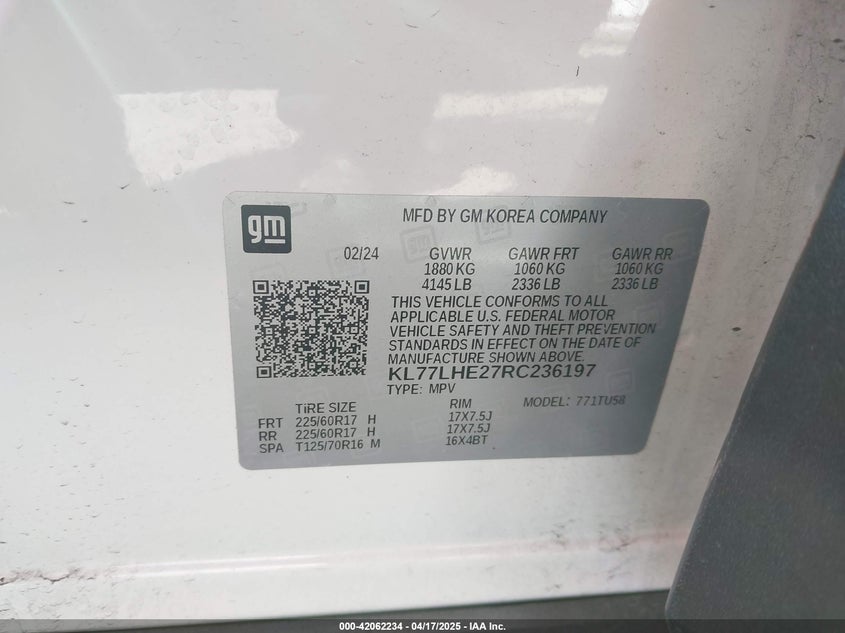 gm
MFD BY GM KOREA COMPANY
02/24 GVWR GAWR FRT GAWR RR
1880 KG 1060 KG 1060 KG
4145 LB 2336 LB 2336 LB
THIS VEHICLE CONFORMS TO ALL
APPLICABLE U.S. FEDERAL MOTOR
VEHICLE SAFETY AND THEFT PREVENTION
STANDARDS IN EFFECT ON THE DATE OF
MANUFACTURE SHOWN ABOVE.
KL77LHE27RC236197
TYPE: MPV
TIRE SIZE RIM MODEL: 771TU58
FRT 225/60R17 H 17X7.5J
RR 225/60R17 H 17X7.5J
SPA T125/70R16 M 16X4BT
000-42062234 - 04/17/2025 - IAA Inc.